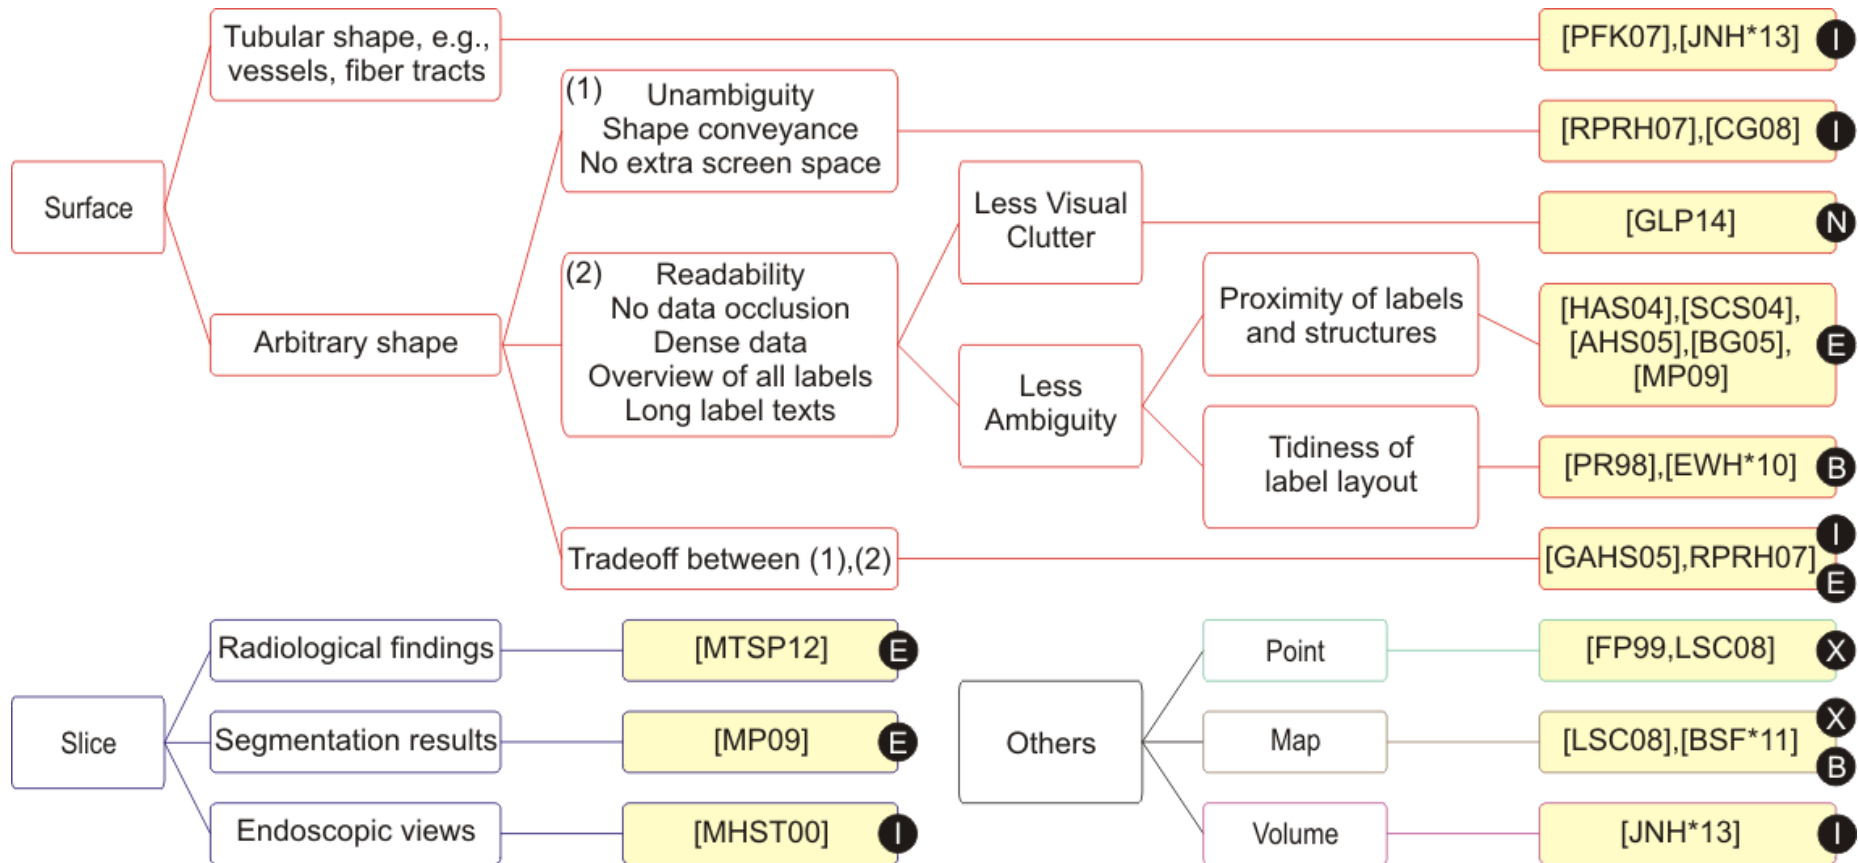 Tubular shape, e.g.,
vessels, fiber tracts
[PFK07],[JNH*13]
I
(1)
Unambiguity
Shape conveyance
No extra screen space
[RPRH07],[CG08]
I
Surface
Less Visual
Clutter
[GLP14]
N
(2)
Readability
No data occlusion
Dense data
Overview of all labels
Long label texts
Proximity of labels
and structures
[HAS04],[SCS04],
[AHS05],[BG05],
[MP09]
E
Arbitrary shape
Less
Ambiguity
Tidiness of
label layout
[PR98],[EWH*10]
B
Tradeoff between (1),(2)
[GAHS05],RPRH07]
I
E
Radiological findings
[MTSP12]
E
Slice
Segmentation results
[MP09]
E
Endoscopic views
[MHST00]
I
Others
Point
[FP99,LSC08]
X
Map
[LSC08],[BSF*11]
X
B
Volume
[JNH*13]
I